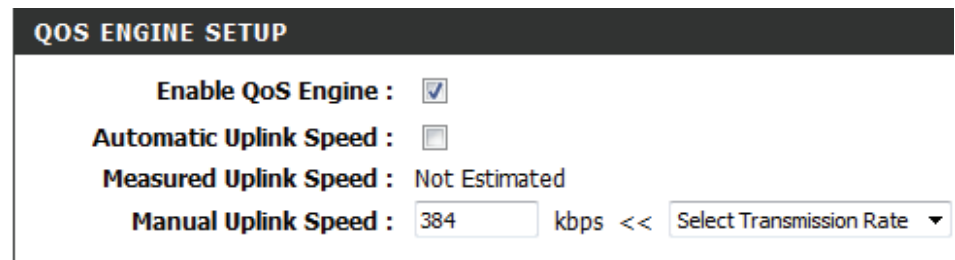 QOS ENGINE SETUP
Enable QoS Engine :
Automatic Uplink Speed :
Measured Uplink Speed : Not Estimated
Manual Uplink Speed : 384 kbps << Select Transmission Rate